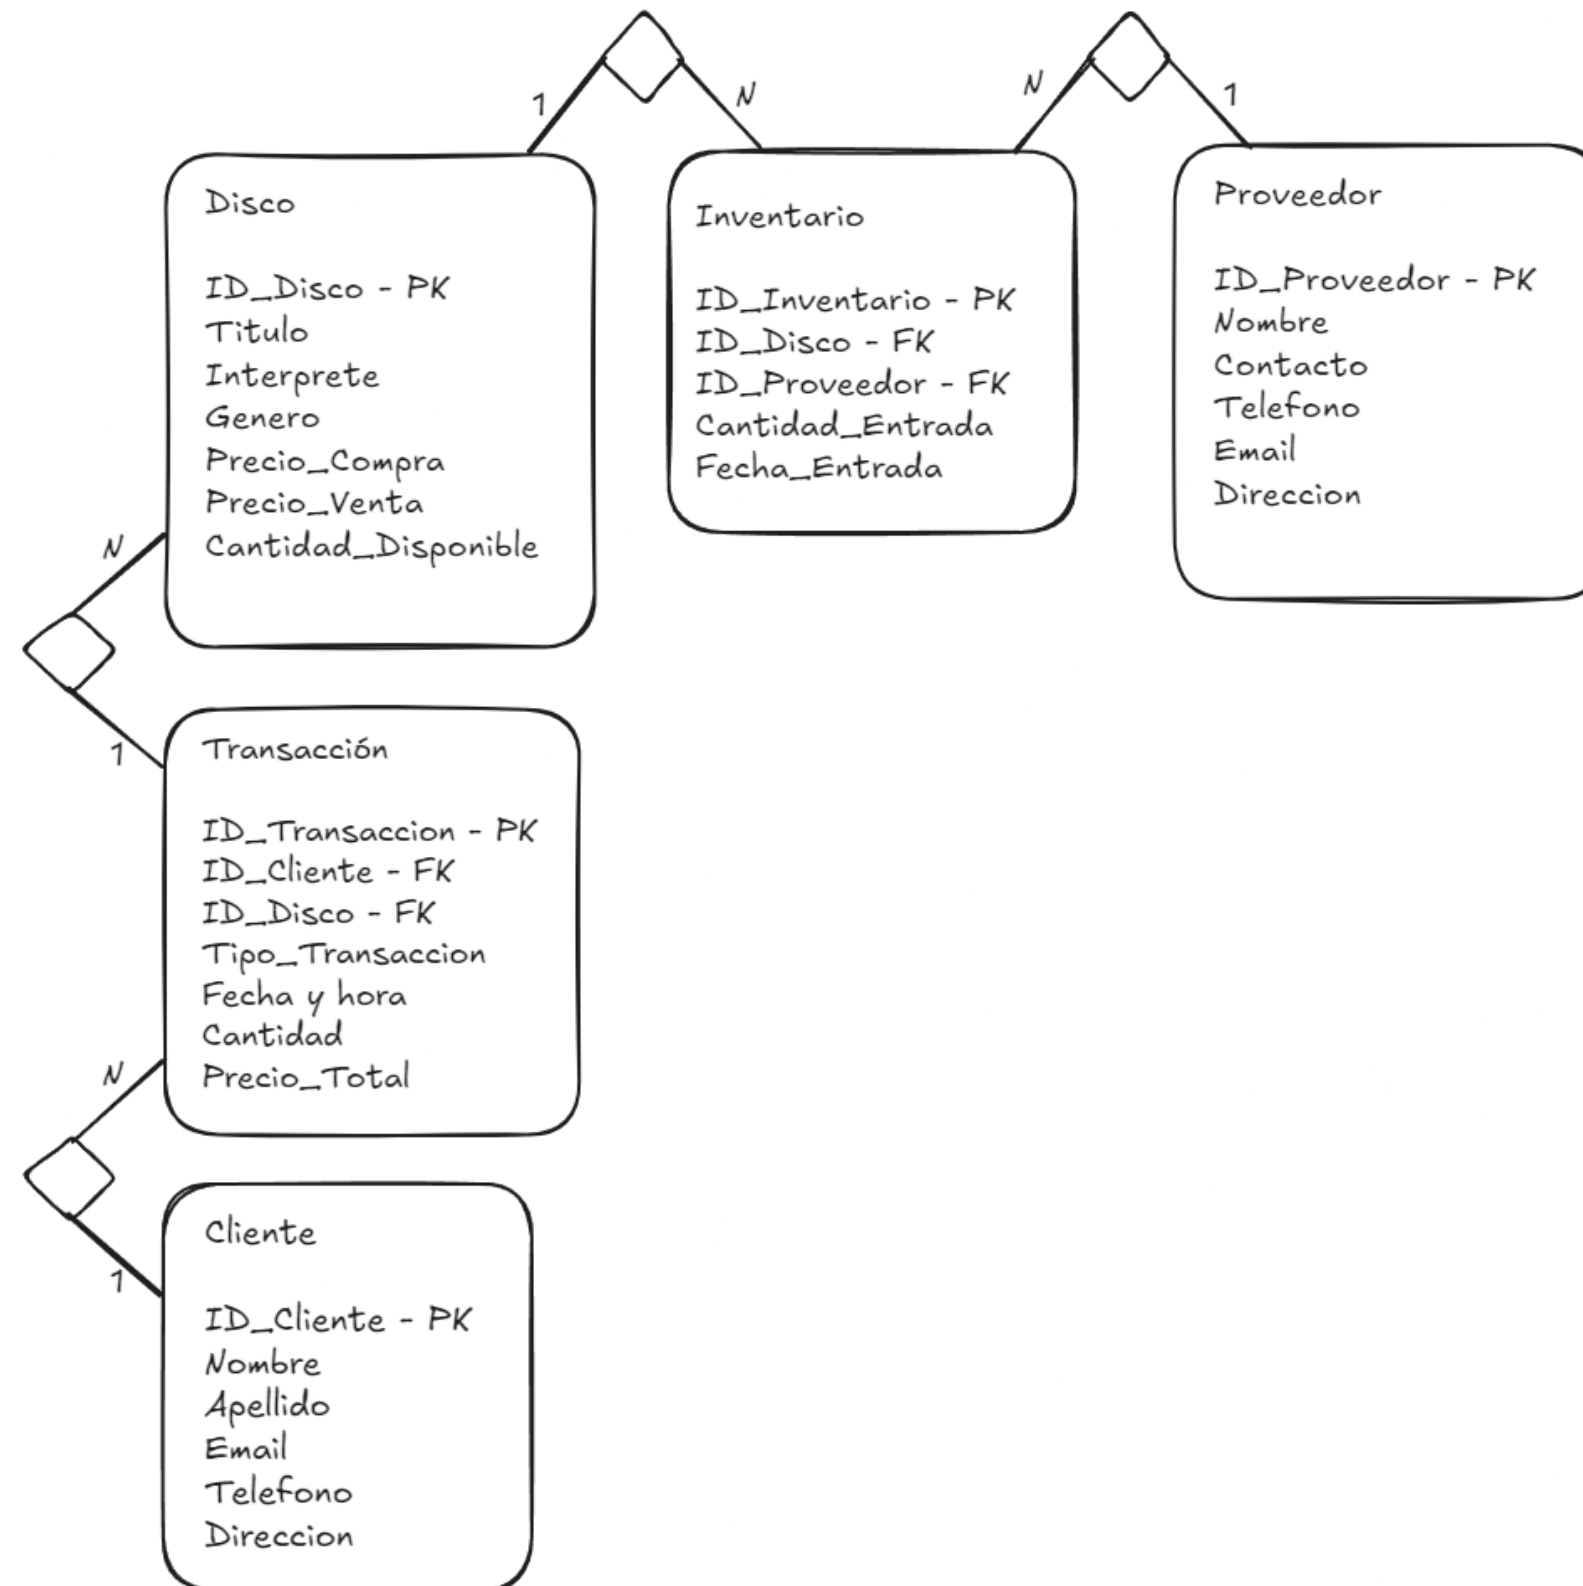 1
N
N
1
Disco
ID_Disco - PK
Titulo
Interprete
Genero
Precio_Compra
Precio_Venta
Cantidad_Disponible
Inventario
ID_Inventario - PK
ID_Disco - FK
ID_Proveedor - FK
Cantidad_Entrada
Fecha_Entrada
Proveedor
ID_Proveedor - PK
Nombre
Contacto
Telefono
Email
Direccion
N
1
Transacción
ID_Transaccion - PK
ID_Cliente - FK
ID_Disco - FK
Tipo_Transaccion
Fecha y hora
Cantidad
Precio_Total
N
1
Cliente
ID_Cliente - PK
Nombre
Apellido
Email
Telefono
Direccion